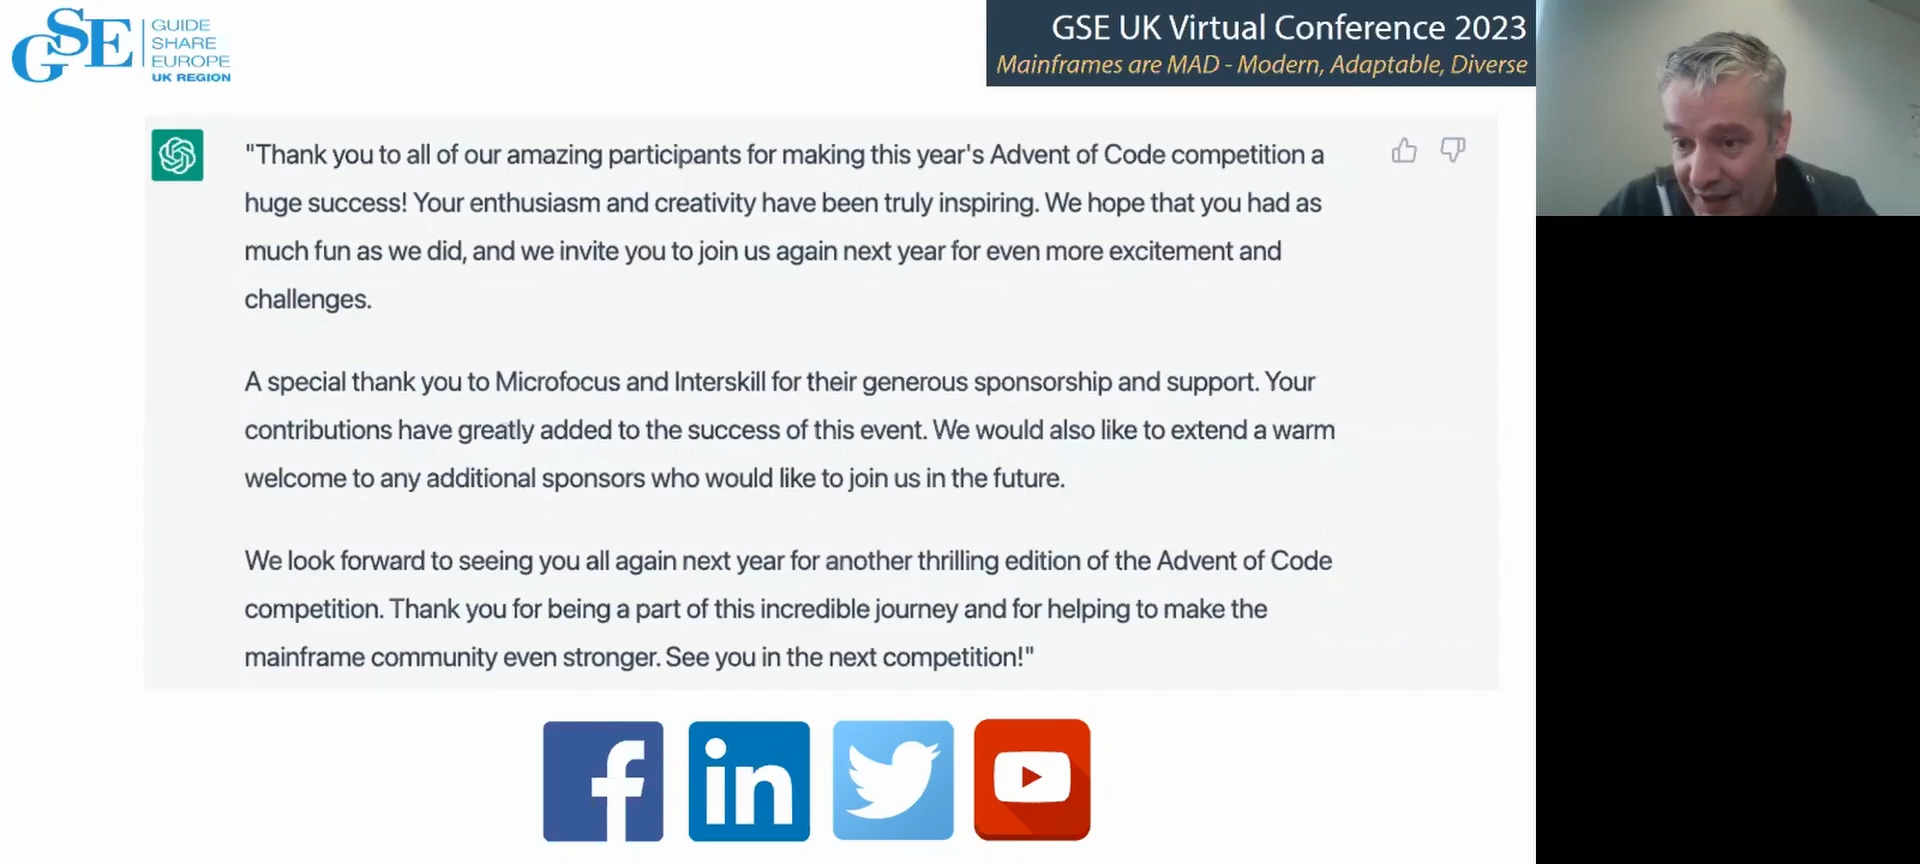 GSE
GUIDE
SHARE
EUROPE
UK REGION
GSE UK Virtual Conference 2023
Mainframes are MAD - Modern, Adaptable, Diverse
"Thank you to all of our amazing participants for making this year's Advent of Code competition a
huge success! Your enthusiasm and creativity have been truly inspiring. We hope that you had as
much fun as we did, and we invite you to join us again next year for even more excitement and
challenges.
A special thank you to Microfocus and Interskill for their generous sponsorship and support. Your
contributions have greatly added to the success of this event. We would also like to extend a warm
welcome to any additional sponsors who would like to join us in the future.
We look forward to seeing you all again next year for another thrilling edition of the Advent of Code
competition. Thank you for being a part of this incredible journey and for helping to make the
mainframe community even stronger. See you in the next competition!"
f
in